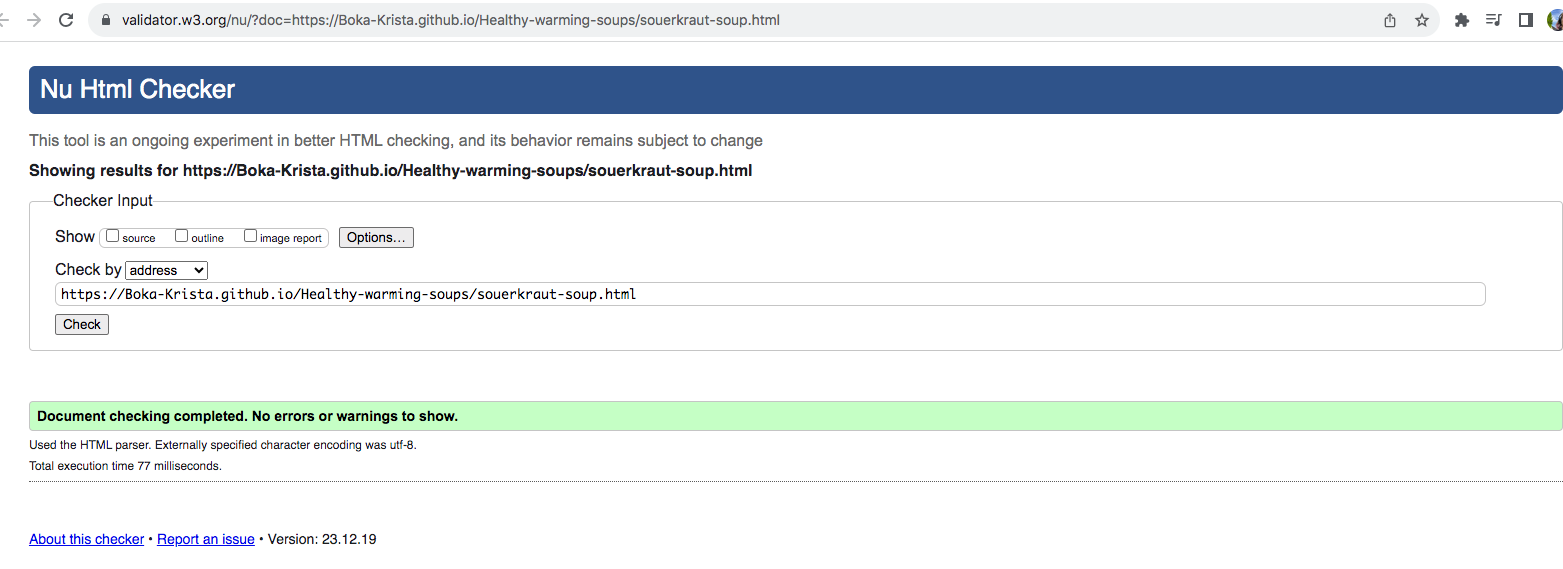 validator.w3.org/nu/?doc=https://Boka-Krista.github.io/Healthy-warming-soups/souerkraut-soup.html
Nu Html Checker
This tool is an ongoing experiment in better HTML checking, and its behavior remains subject to change
Showing results for https://Boka-Krista.github.io/Healthy-warming-soups/souerkraut-soup.html
Checker Input
Show source outline image report Options...
Check by address
https://Boka-Krista.github.io/Healthy-warming-soups/souerkraut-soup.html
Check
Document checking completed. No errors or warnings to show.
Used the HTML parser. Externally specified character encoding was utf-8.
Total execution time 77 milliseconds.
About this checker • Report an issue • Version: 23.12.19